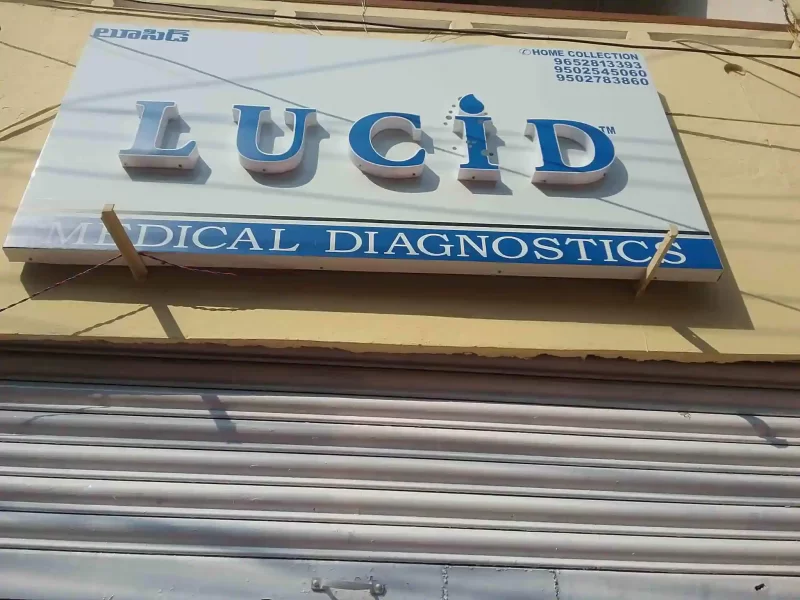 లూసిడ్
✆ HOME COLLECTION
9652813393
9502545060
9502783860
LUCiD™
MEDICAL DIAGNOSTICS